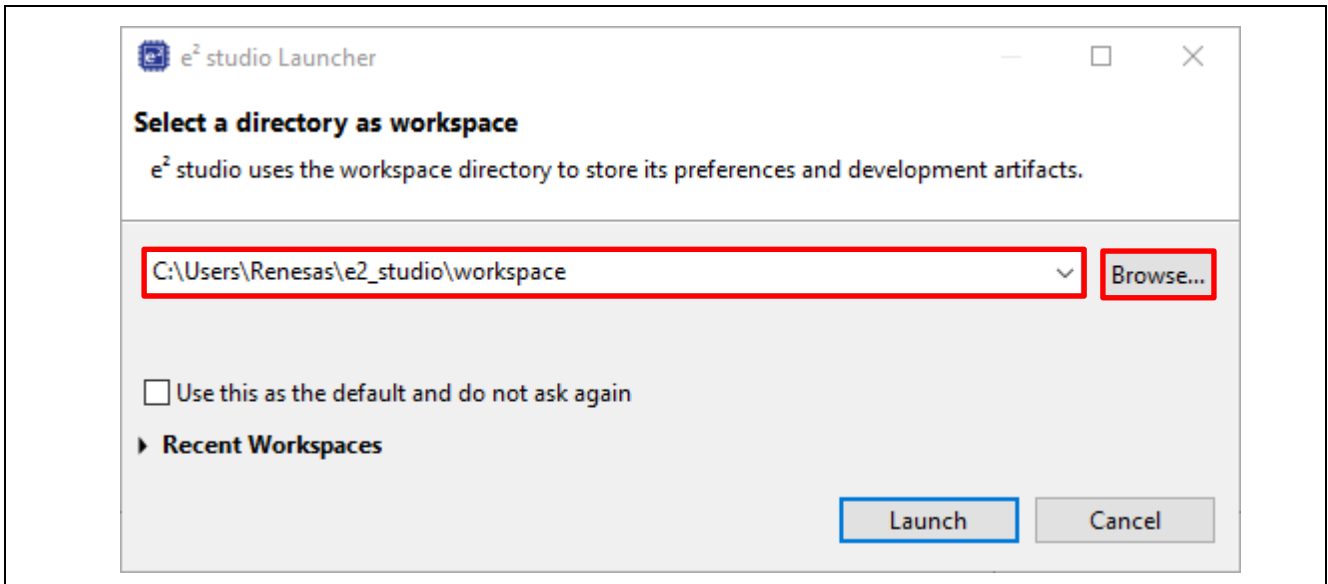 e² studio Launcher
Select a directory as workspace
e² studio uses the workspace directory to store its preferences and development artifacts.
C:\Users\Renesas\e2_studio\workspace
Browse...
Use this as the default and do not ask again
Recent Workspaces
Launch
Cancel